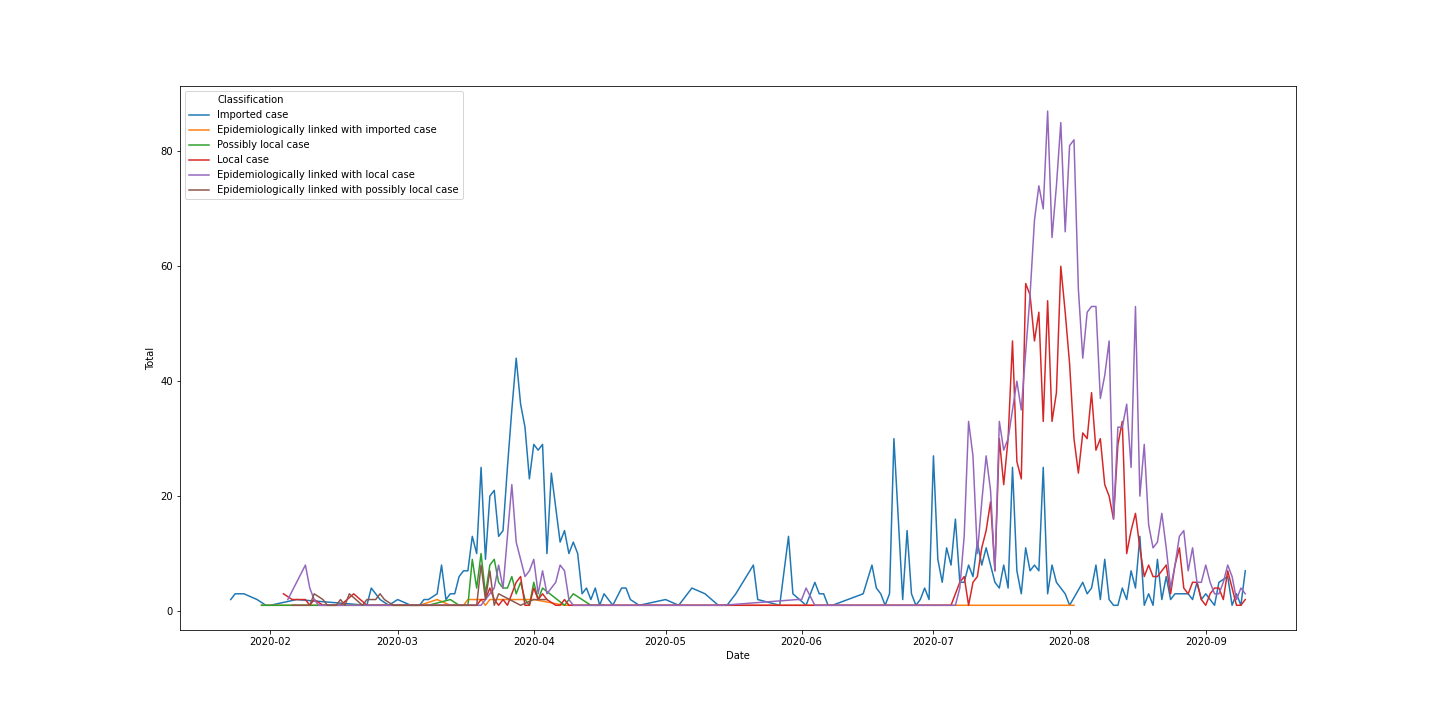 Classification
Imported case
Epidemiologically linked with imported case
Possibly local case
Local case
Epidemiologically linked with local case
Epidemiologically linked with possibly local case
80
60
40
20
0
Total
2020-02 2020-03 2020-04 2020-05 2020-06 2020-07 2020-08 2020-09
Date